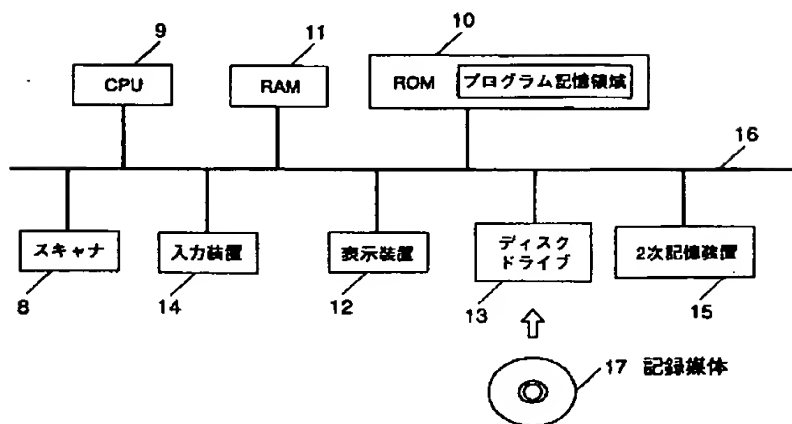 9
11
10
CPU
RAM
ROM
プログラム記憶領域
16
スキャナ
入力装置
表示装置
ディスク
ドライブ
2次記憶装置
8
14
12
13
15
17 記録媒体